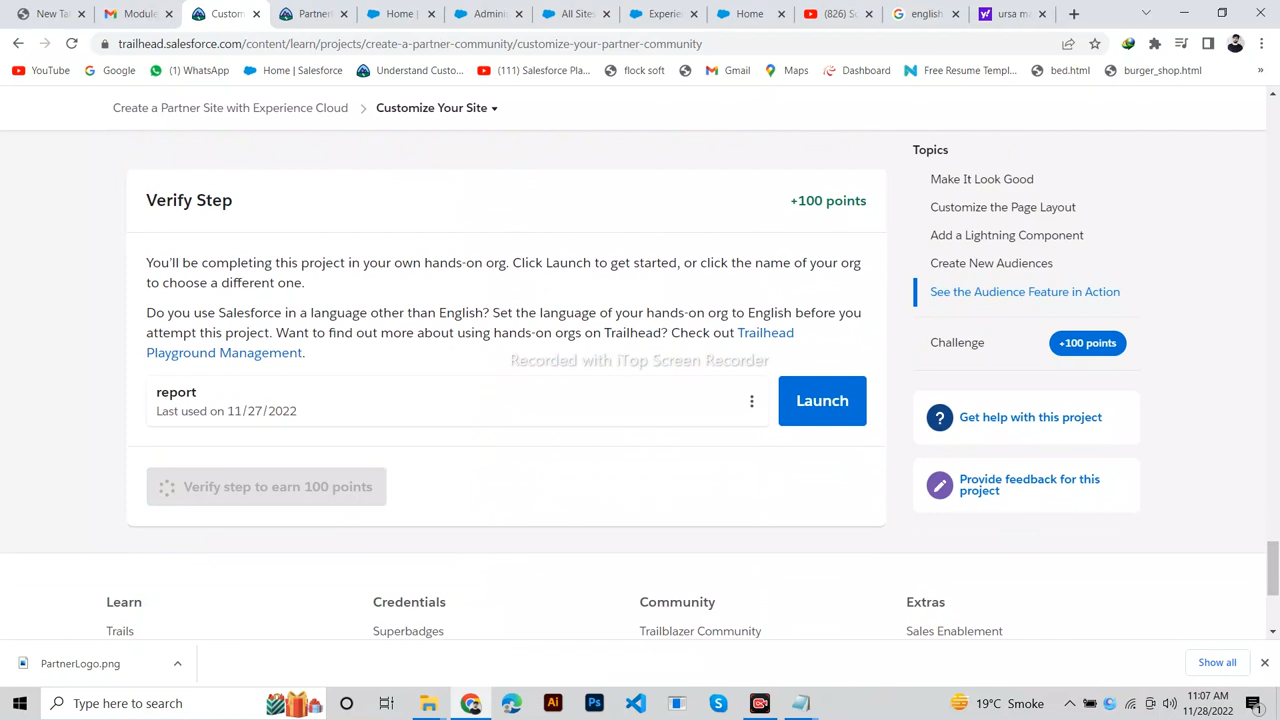 New Ta
Module
Custom
Partner
Home |
Admini
All Sites
Experie
Home
(826) Sc
english
ursa m
trailhead.salesforce.com/content/learn/projects/create-a-partner-community/customize-your-partner-community
YouTube
Google
(1) WhatsApp
Home | Salesforce
Understand Custo...
(111) Salesforce Pla...
flock soft
Gmail
Maps
Dashboard
Free Resume Templ...
bed.html
burger_shop.html
»
Create a Partner Site with Experience Cloud
Customize Your Site
Verify Step
+100 points
You'll be completing this project in your own hands-on org. Click Launch to get started, or click the name of your org
to choose a different one.
Do you use Salesforce in a language other than English? Set the language of your hands-on org to English before you
attempt this project. Want to find out more about using hands-on orgs on Trailhead? Check out Trailhead
Playground Management.
Recorded with iTop Screen Recorder
report
Last used on 11/27/2022
Launch
Verify step to earn 100 points
Topics
Make It Look Good
Customize the Page Layout
Add a Lightning Component
Create New Audiences
See the Audience Feature in Action
Challenge
+100 points
Get help with this project
Provide feedback for this
project
Learn
Credentials
Community
Extras
Trails
Superbadges
Trailblazer Community
Sales Enablement
PartnerLogo.png
Show all
Type here to search
19°C Smoke
11:07 AM
11/28/2022